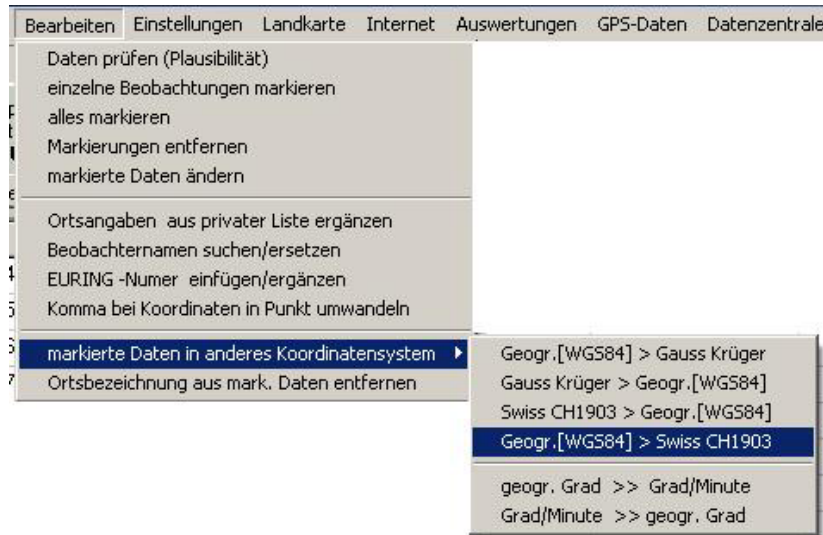 Bearbeiten Einstellungen Landkarte Internet Auswertungen GPS-Daten Datenzentrale
Daten prüfen (Plausibilität)
einzelne Beobachtungen markieren
alles markieren
Markierungen entfernen
markierte Daten ändern
Ortsangaben aus privater Liste ergänzen
Beobachternamen suchen/ersetzen
EURING -Numer einfügen/ergänzen
Komma bei Koordinaten in Punkt umwandeln
markierte Daten in anderes Koordinatensystem
Ortsbezeichnung aus mark. Daten entfernen
Geogr.[WGS84] > Gauss Krüger
Gauss Krüger > Geogr.[WGS84]
Swiss CH1903 > Geogr.[WGS84]
Geogr.[WGS84] > Swiss CH1903
geogr. Grad >> Grad/Minute
Grad/Minute >> geogr. Grad